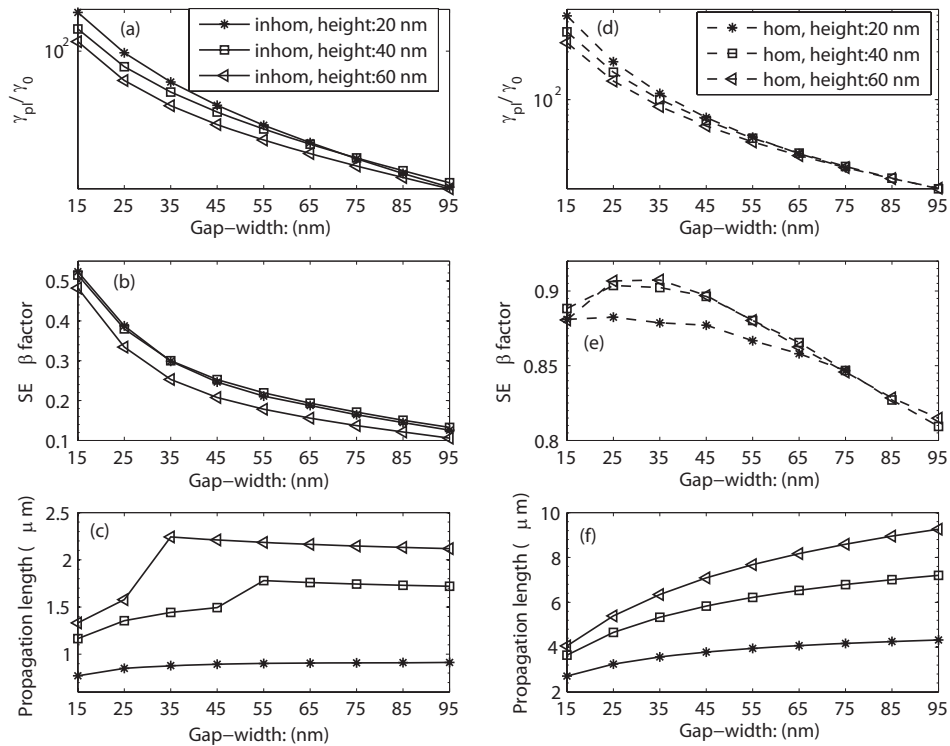 (a)
inhom, height:20 nm
inhom, height:40 nm
inhom, height:60 nm
10²
γpl/ γ0
15 25 35 45 55 65 75 85 95
Gap-width: (nm)
(d)
hom, height:20 nm
hom, height:40 nm
hom, height:60 nm
10²
γpl/ γ0
15 25 35 45 55 65 75 85 95
Gap-width: (nm)
(b)
0.5
0.4
0.3
0.2
0.1
SE β factor
15 25 35 45 55 65 75 85 95
Gap-width: (nm)
(e)
0.9
0.85
0.8
SE β factor
15 25 35 45 55 65 75 85 95
Gap-width: (nm)
(c)
2.5
2
1.5
1
Propagation length ( μ m)
15 25 35 45 55 65 75 85 95
Gap-width: (nm)
(f)
10
8
6
4
2
Propagation length ( μ m)
15 25 35 45 55 65 75 85 95
Gap-width: (nm)